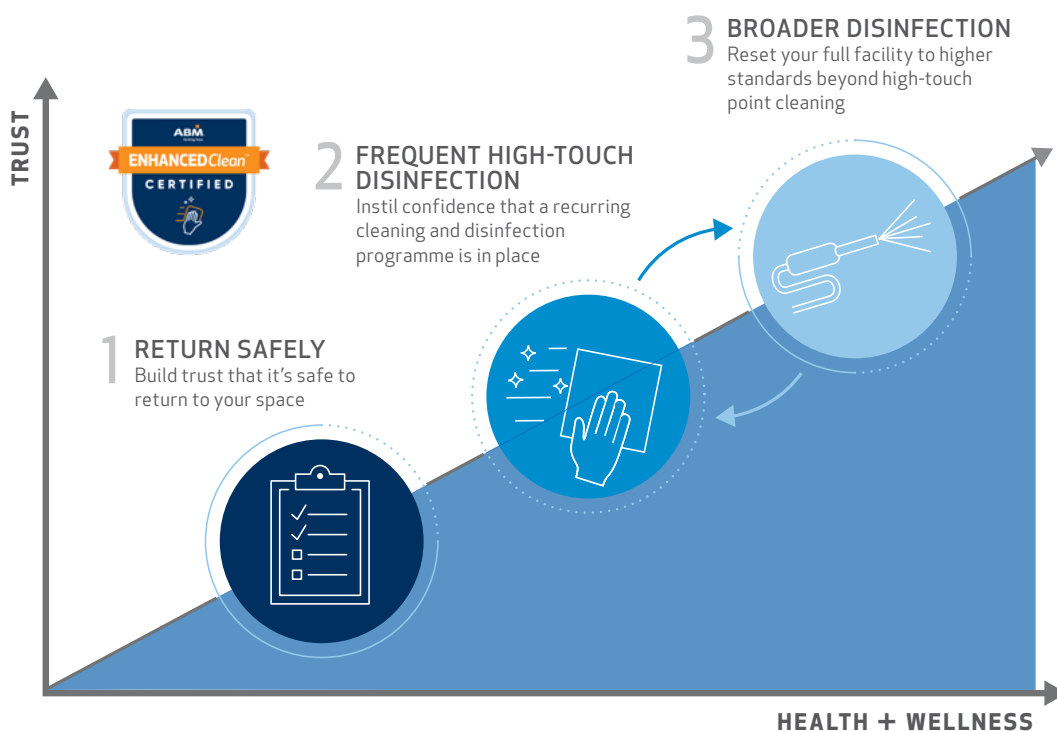 3 BROADER DISINFECTION
Reset your full facility to higher
standards beyond high-touch
point cleaning
TRUST
ABM
ENHANCED Clean™
CERTIFIED
2 FREQUENT HIGH-TOUCH
DISINFECTION
Instil confidence that a recurring
cleaning and disinfection
programme is in place
1 RETURN SAFELY
Build trust that it's safe to
return to your space
HEALTH + WELLNESS